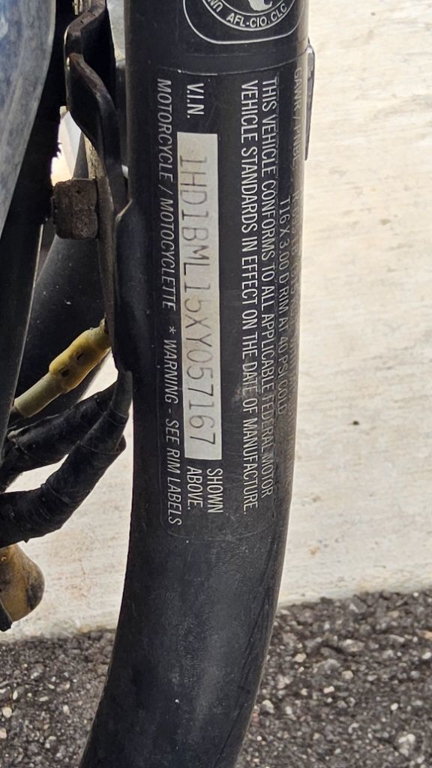 AFL-CIO, CLC
T16X3.00 D RIM AT 40 PSI COLD
THIS VEHICLE CONFORMS TO ALL APPLICABLE FEDERAL MOTOR
VEHICLE STANDARDS IN EFFECT ON THE DATE OF MANUFACTURE.
SHOWN
V.I.N. 1HD1BML15XY057167 ABOVE.
MOTORCYCLE / MOTOCYCLETTE * WARNING - SEE RIM LABELS